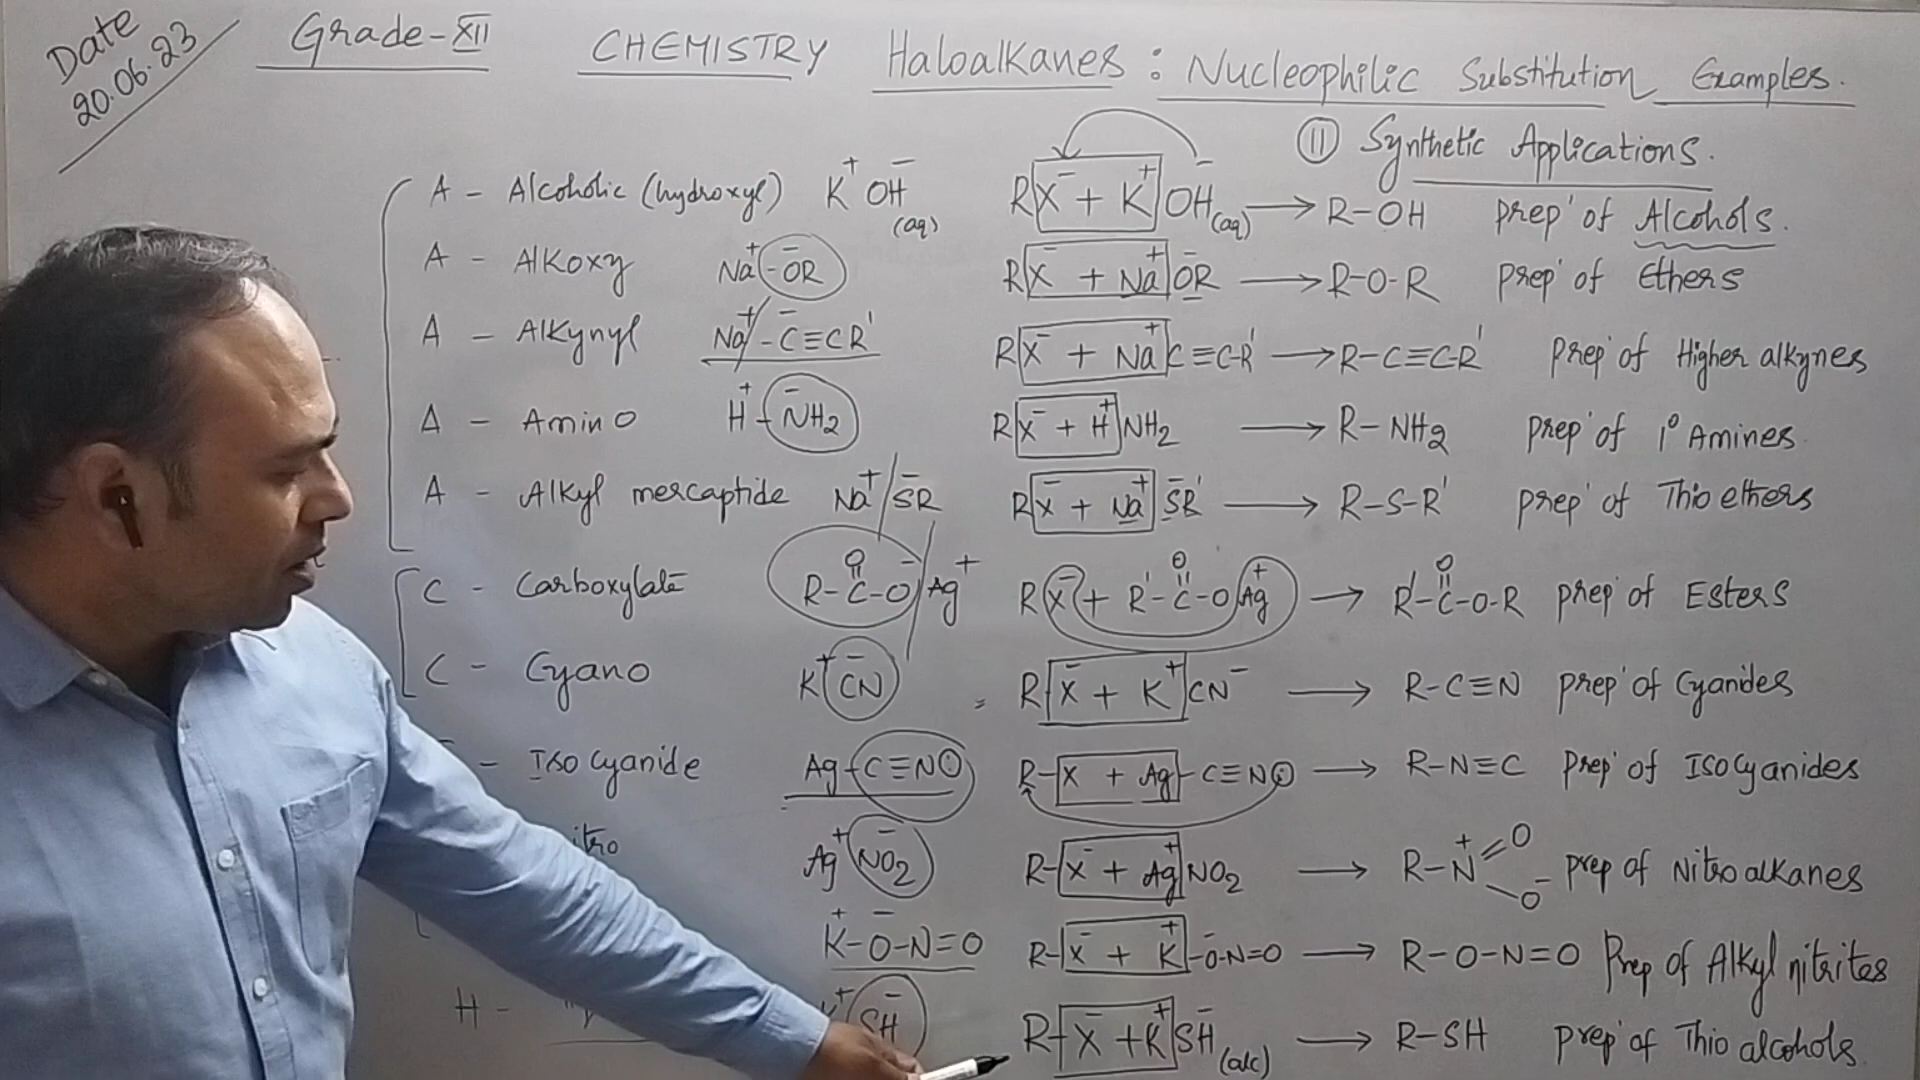 Date
20.06.23
Grade-XII CHEMISTRY Haloalkanes : Nucleophilic Substitution Examples.
⑪ Synthetic Applications.
A - Alcoholic (hydroxyl) K⁺ OH⁻ (aq) RX⁻ + K⁺ OH⁻ (aq) → R-OH prep' of Alcohols.
A - Alkoxy Na⁺ - ⁻OR RX⁻ + Na⁺ ⁻OR → R-O-R prep' of Ethers
A - Alkynyl Na⁺/-⁻C≡CR' RX⁻ + Na⁺ C≡C-R' → R-C≡CR' prep' of Higher alkynes
A - Amino H⁺-⁻NH₂ RX⁻ + H⁺ NH₂ → R-NH₂ prep' of 1° Amines.
A - Alkyl mercaptide Na⁺/⁻SR RX⁻ + Na⁺ ⁻SR' → R-S-R' prep' of Thio ethers
C - Carboxylate R-C(=O)-O⁻/Ag⁺ RX⁻ + R'-C(=O)-O Ag⁺ → R'-C(=O)-O-R prep' of Esters
C - Cyano K⁺ ⁻CN = R-X⁻ + K⁺ CN⁻ → R-C≡N prep' of Cyanides
- Isocyanide Ag-C≡N: R-X + Ag-C≡N: → R-N≡C prep' of Isocyanides
itro Ag⁺ NO₂⁻ R-X⁻ + Ag⁺ NO₂ → R-N⁺(=O)-O⁻ prep of Nitro alkanes
K⁺-O⁻-N=O R-X⁻ + K⁺-O⁻-N=O → R-O-N=O Prep of Alkyl nitrites
H - ⁺ SH⁻ R-X⁻ + K⁺ SH⁻ (alc) → R-SH prep' of Thio alcohols.